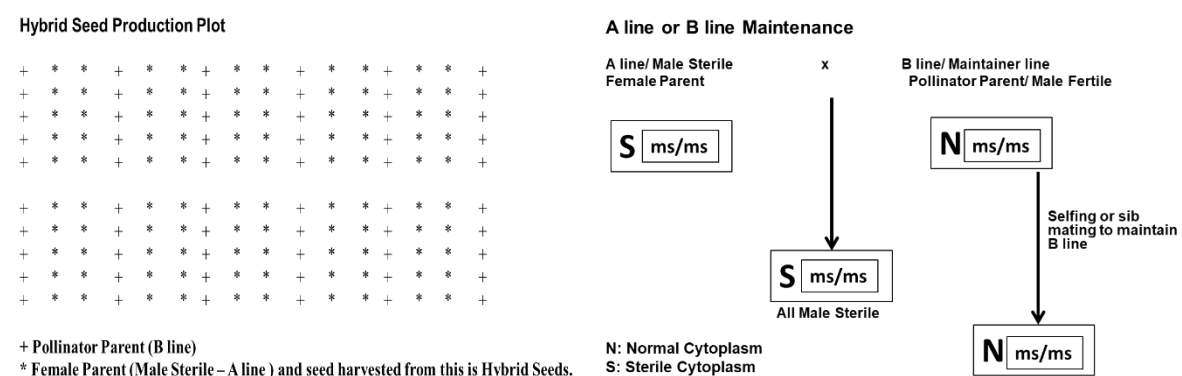 Hybrid Seed Production Plot
+ * * + * * + * * + * * + * * +
+ * * + * * + * * + * * + * * +
+ * * + * * + * * + * * + * * +
+ * * + * * + * * + * * + * * +
+ * * + * * + * * + * * + * * +
+ * * + * * + * * + * * + * * +
+ * * + * * + * * + * * + * * +
+ * * + * * + * * + * * + * * +
+ * * + * * + * * + * * + * * +
+ * * + * * + * * + * * + * * +
+ Pollinator Parent (B line)
* Female Parent (Male Sterile – A line ) and seed harvested from this is Hybrid Seeds.
A line or B line Maintenance
A line/ Male Sterile
Female Parent
x
B line/ Maintainer line
Pollinator Parent/ Male Fertile
S ms/ms
N ms/ms
Selfing or sib
mating to maintain
B line
S ms/ms
All Male Sterile
N ms/ms
N: Normal Cytoplasm
S: Sterile Cytoplasm